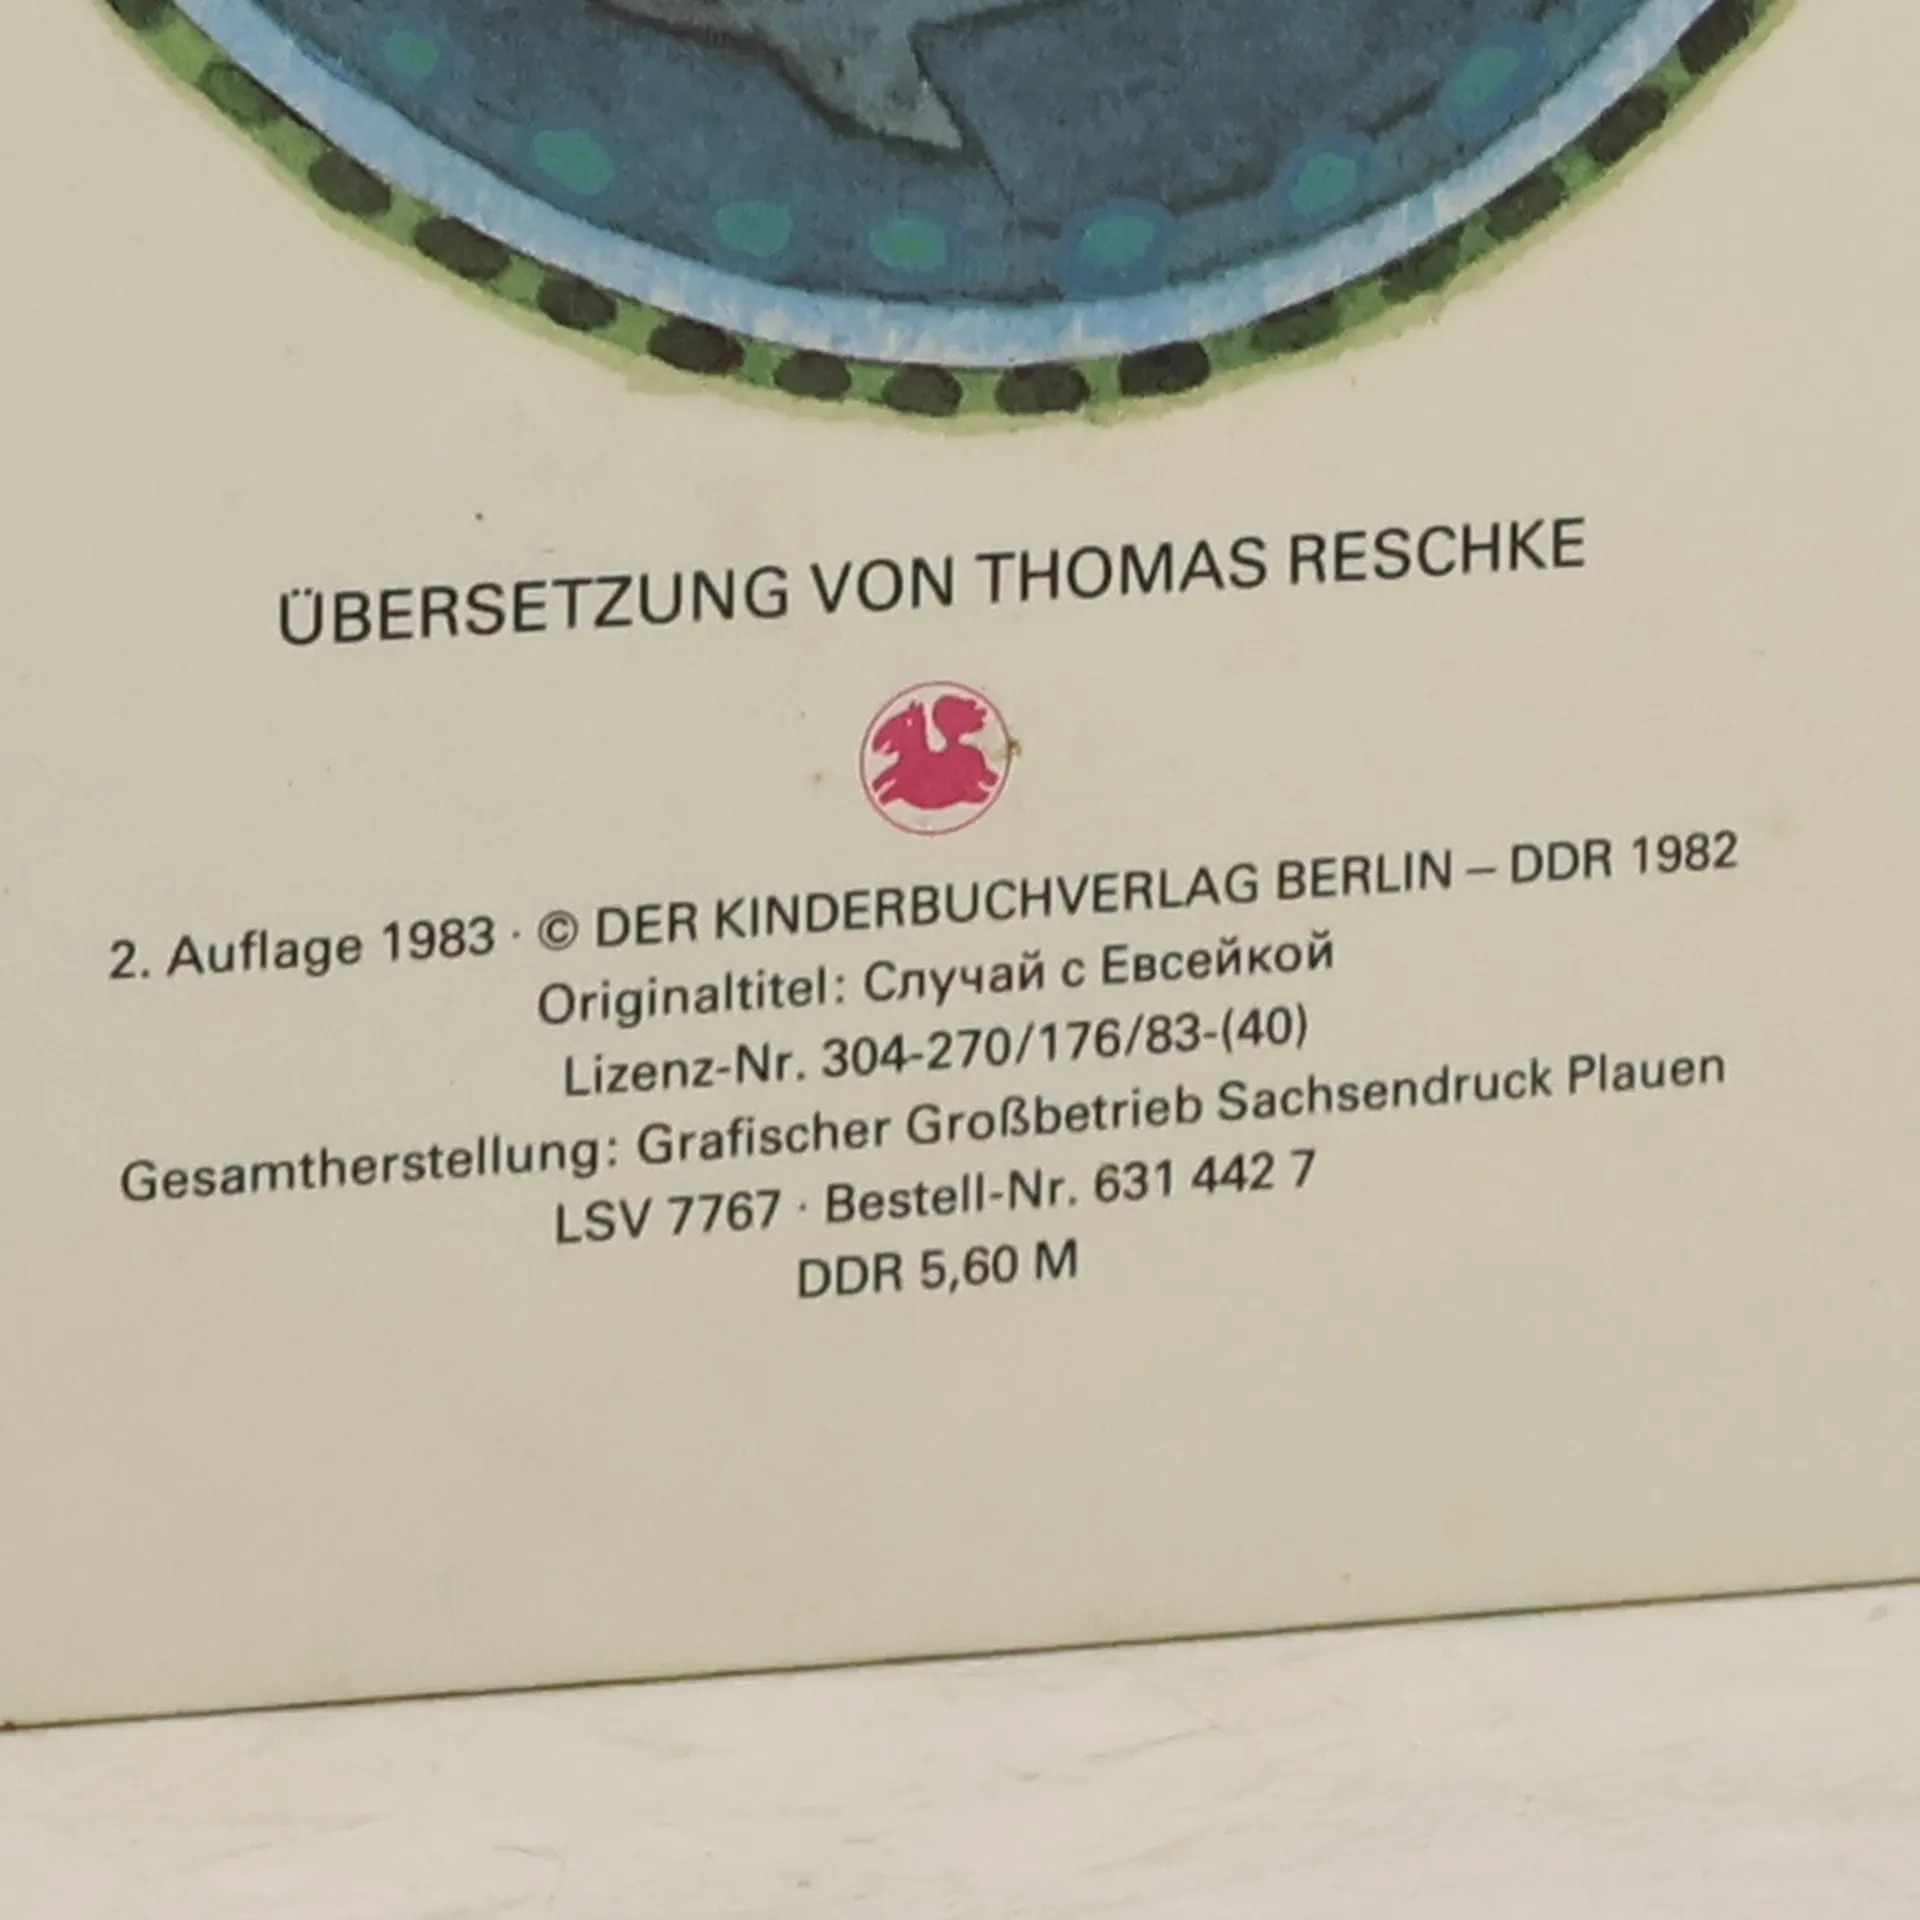 ÜBERSETZUNG VON THOMAS RESCHKE
2. Auflage 1983 · © DER KINDERBUCHVERLAG BERLIN – DDR 1982
Originaltitel: Случай с Евсейкой
Lizenz-Nr. 304-270/176/83-(40)
Gesamtherstellung: Grafischer Großbetrieb Sachsendruck Plauen
LSV 7767 · Bestell-Nr. 631 442 7
DDR 5,60 M